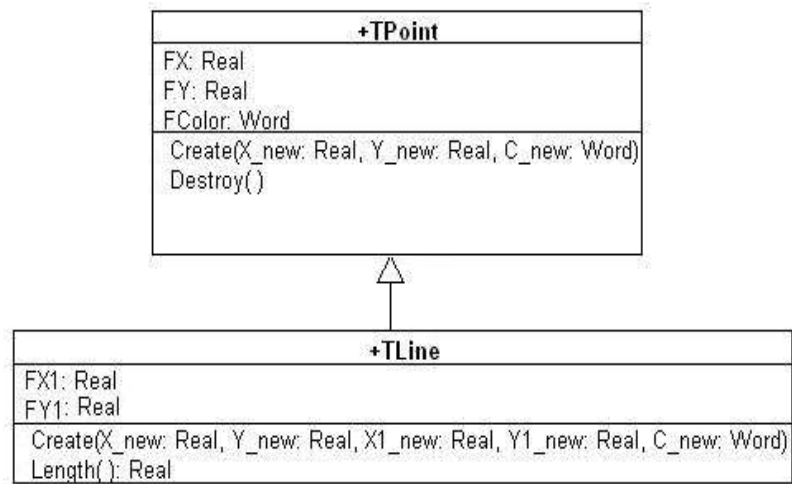 +TPoint
FX: Real
FY: Real
FColor: Word
Create(X_new: Real, Y_new: Real, C_new: Word)
Destroy( )
+TLine
FX1: Real
FY1: Real
Create(X_new: Real, Y_new: Real, X1_new: Real, Y1_new: Real, C_new: Word)
Length( ): Real